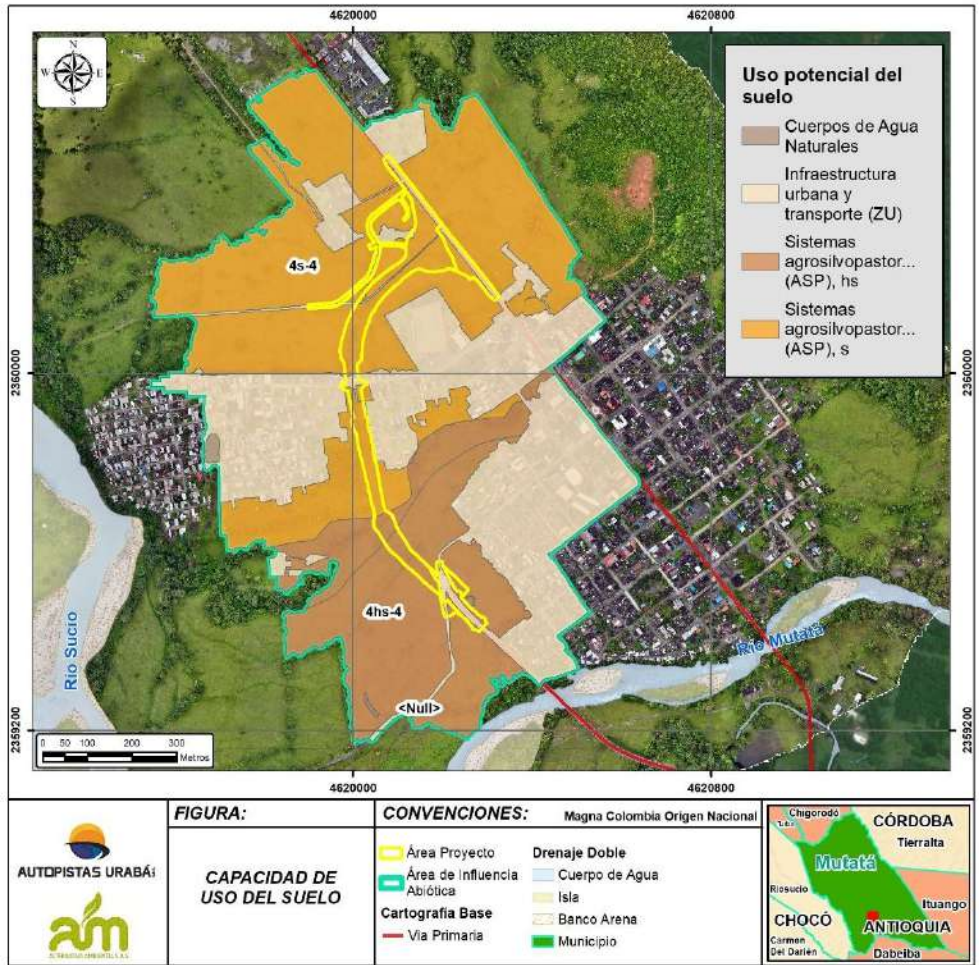 4620000
4620800
N
W
E
S
Uso potencial del
suelo
Cuerpos de Agua
Naturales
Infraestructura
urbana y
transporte (ZU)
Sistemas
agrosilvopastor...
(ASP), hs
Sistemas
agrosilvopastor...
(ASP), s
4s-4
2360000
2360000
4hs-4
Río Sucio
Río Mutatá
<Null>
2359200
2359200
0 50 100 200 300
Metros
4620000
4620800
FIGURA:
CAPACIDAD DE
USO DEL SUELO
CONVENCIONES:
Magna Colombia Origen Nacional
Área Proyecto
Área de Influencia
Abiótica
Cartografía Base
Via Primaria
Drenaje Doble
Cuerpo de Agua
Isla
Banco Arena
Municipio
AUTOPISTAS URABÁ
aim
Chigorodó
CÓRDOBA
Tierralta
Mutatá
Riosucio
Ituango
CHOCÓ
ANTIOQUIA
Carmen
Del Darién
Dabeiba